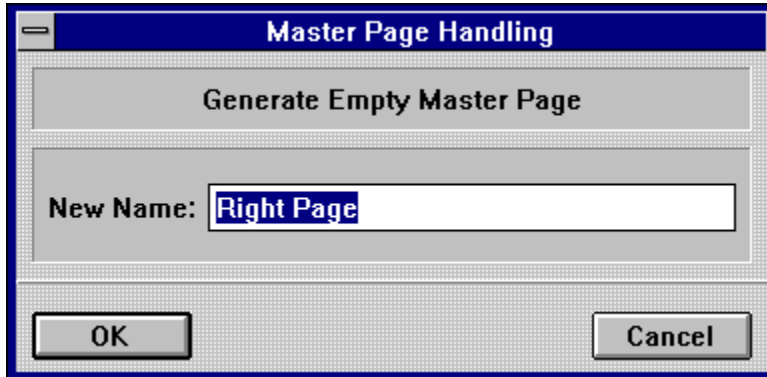 Master Page Handling
Generate Empty Master Page
New Name: Right Page
OK Cancel